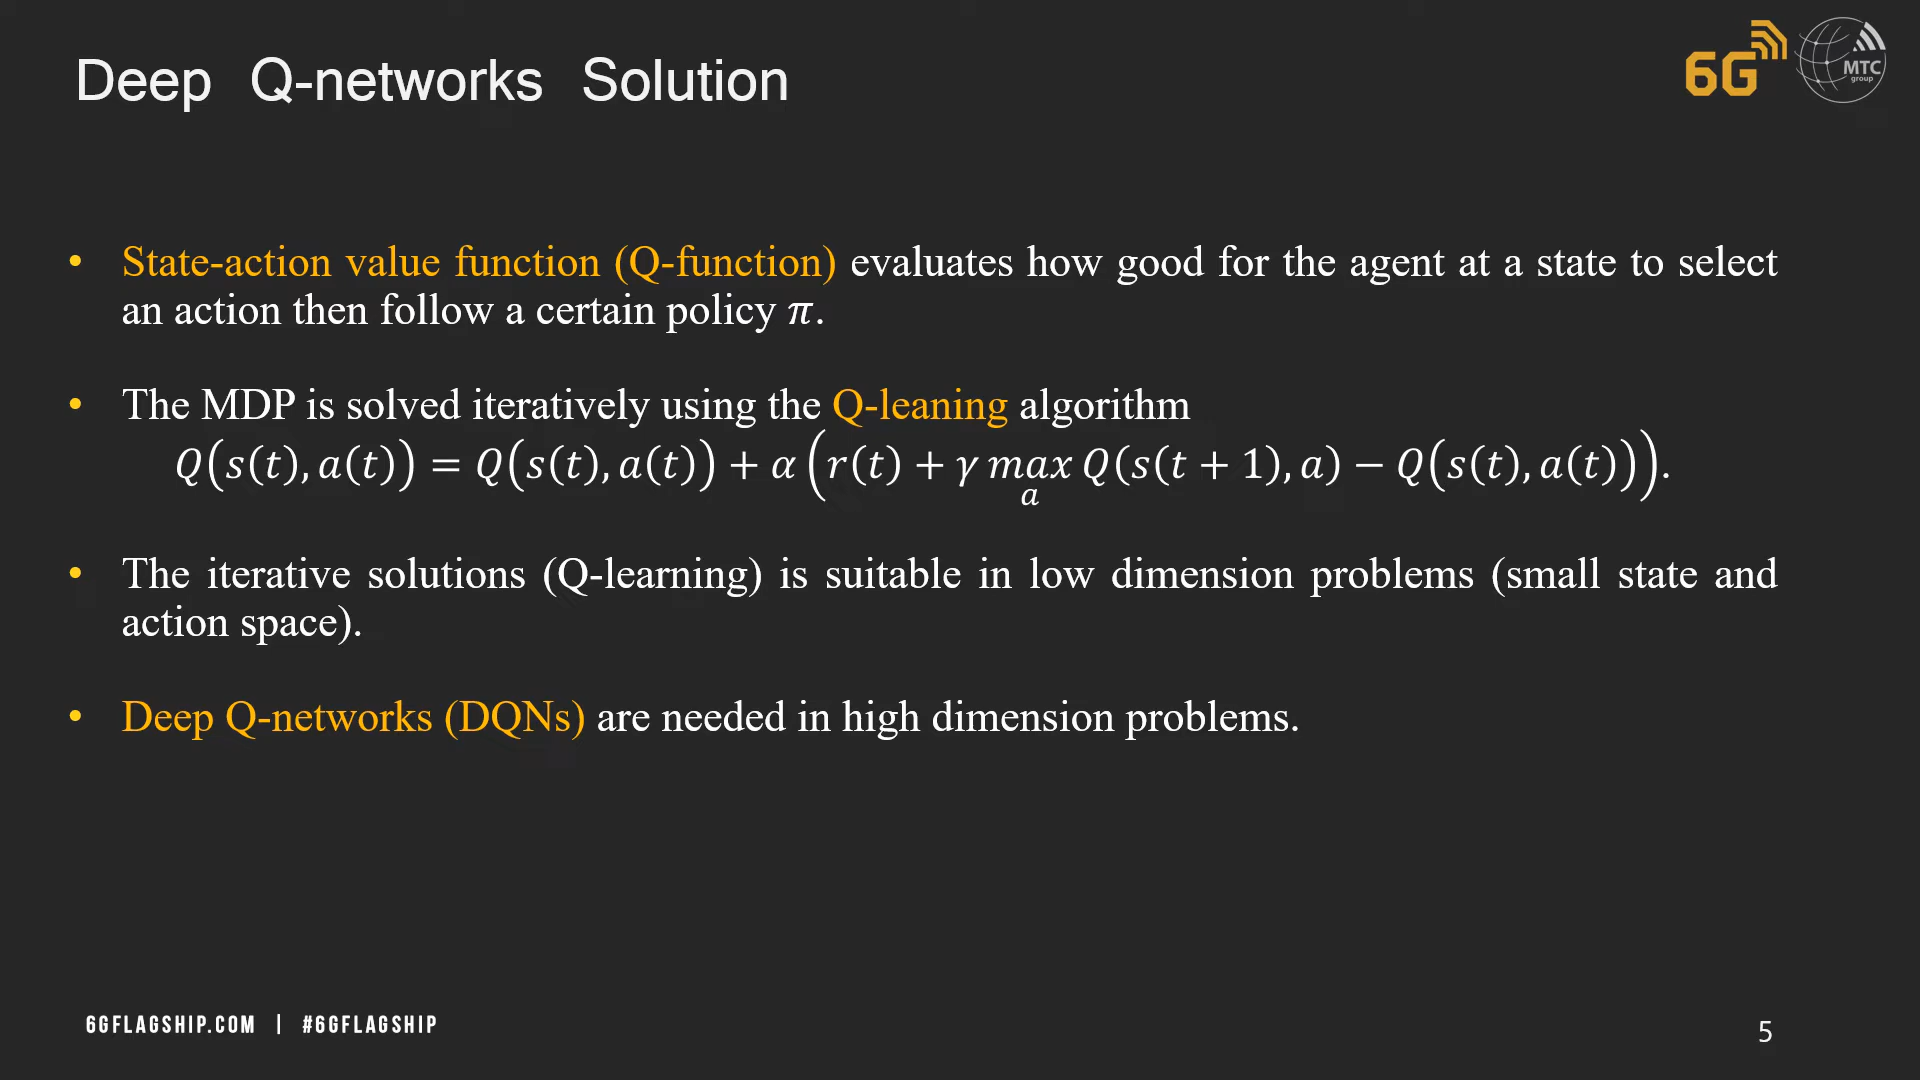 Deep Q-networks Solution
6G
MTC
group
• State-action value function (Q-function) evaluates how good for the agent at a state to select
an action then follow a certain policy π.
• The MDP is solved iteratively using the Q-leaning algorithm
Q(s(t), a(t)) = Q(s(t), a(t)) + α (r(t) + γ max Q(s(t + 1), a) − Q(s(t), a(t))).
a
• The iterative solutions (Q-learning) is suitable in low dimension problems (small state and
action space).
• Deep Q-networks (DQNs) are needed in high dimension problems.
6GFLAGSHIP.COM | #6GFLAGSHIP
5